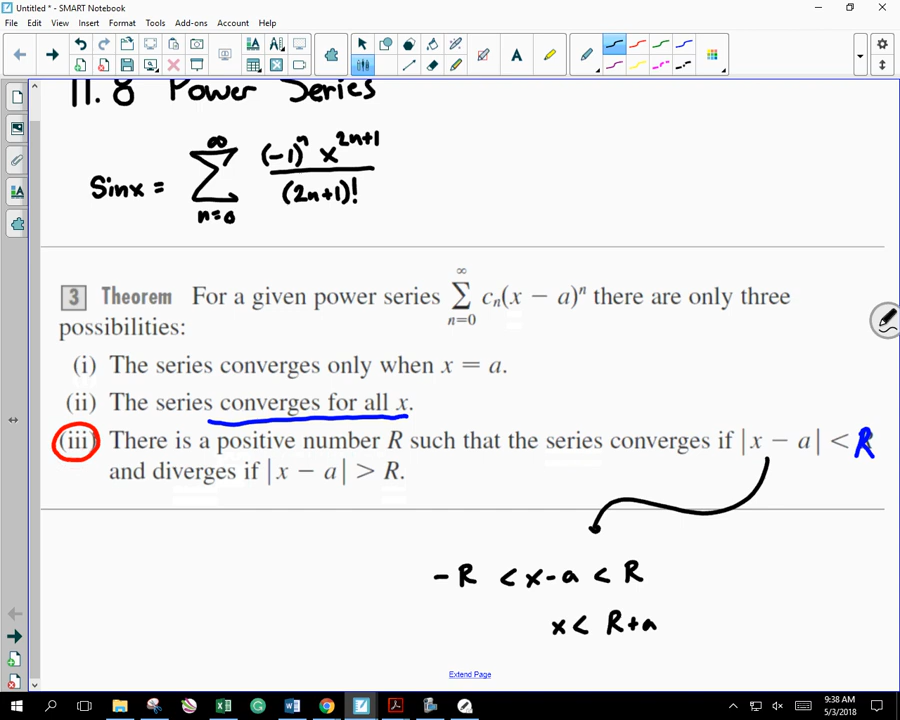 Untitled * - SMART Notebook
File Edit View Insert Format Tools Add-ons Account Help
11.8 Power Series
Sinx = ∑ n=0 ∞ (-1)^n x^{2n+1} / (2n+1)!
3 Theorem For a given power series ∑ n=0 ∞ c_n(x − a)^n there are only three
possibilities:
(i) The series converges only when x = a.
(ii) The series converges for all x.
(iii) There is a positive number R such that the series converges if |x − a| < R
and diverges if |x − a| > R.
-R < x-a < R
x < R+a
Extend Page
9:38 AM
5/3/2018